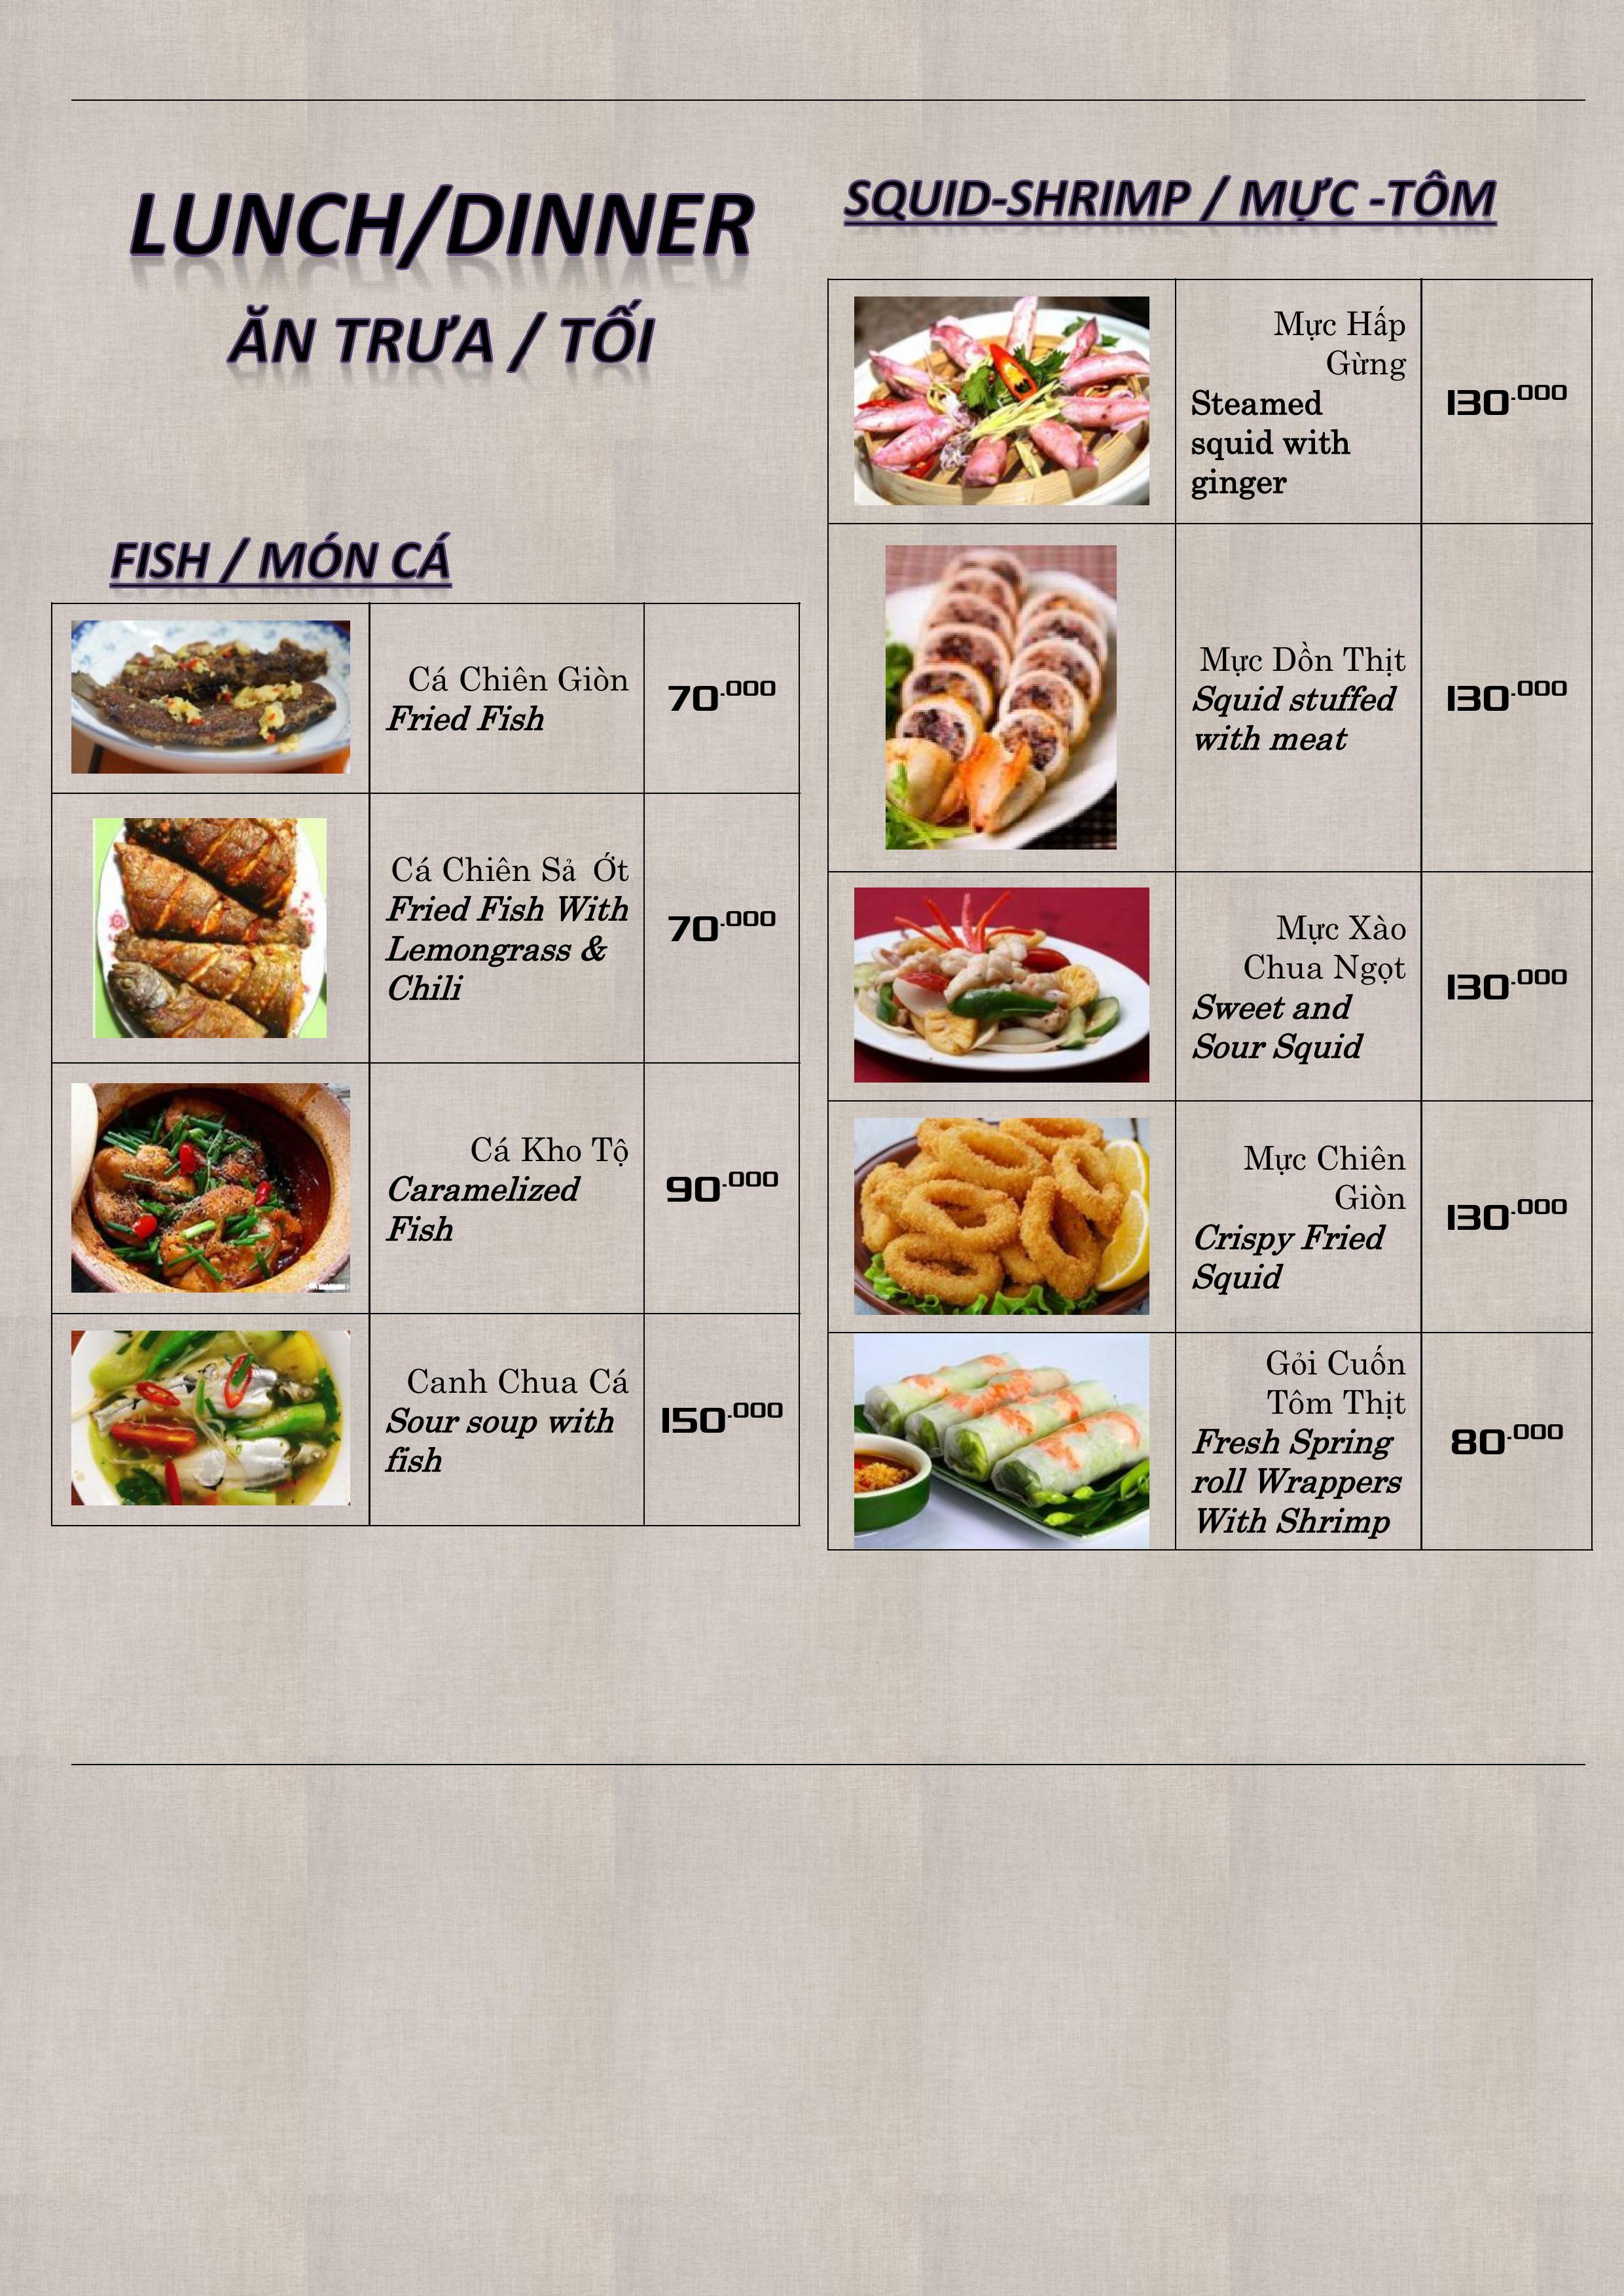 LUNCH/DINNER
ĂN TRƯA / TỐI
FISH / MÓN CÁ
Cá Chiên Giòn
Fried Fish
70.000
Cá Chiên Sả Ớt
Fried Fish With
Lemongrass &
Chili
70.000
Cá Kho Tộ
Caramelized
Fish
90.000
Canh Chua Cá
Sour soup with
fish
150.000
SQUID-SHRIMP / MỰC -TÔM
Mực Hấp
Gừng
Steamed
squid with
ginger
130.000
Mực Dồn Thịt
Squid stuffed
with meat
130.000
Mực Xào
Chua Ngọt
Sweet and
Sour Squid
130.000
Mực Chiên
Giòn
Crispy Fried
Squid
130.000
Gỏi Cuốn
Tôm Thịt
Fresh Spring
roll Wrappers
With Shrimp
80.000